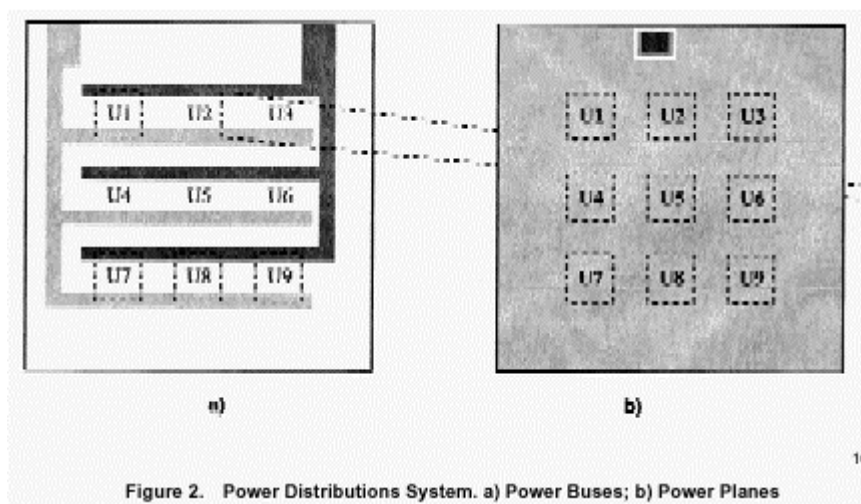 U1 U2 U3
U4 U5 U6
U7 U8 U9
a)
U1 U2 U3
U4 U5 U6
U7 U8 U9
b)
Figure 2. Power Distributions System. a) Power Buses; b) Power Planes